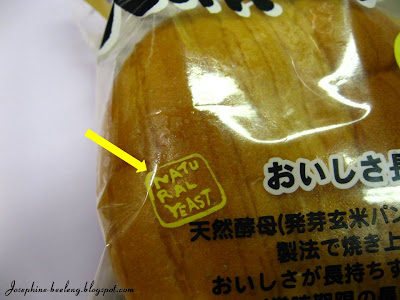 NATU
RAL
YEAST
おいしさ長
天然酵母(発芽玄米パン
製法で焼き上
おいしさが長持ちす
Josephine-beeleng.blogspot.com